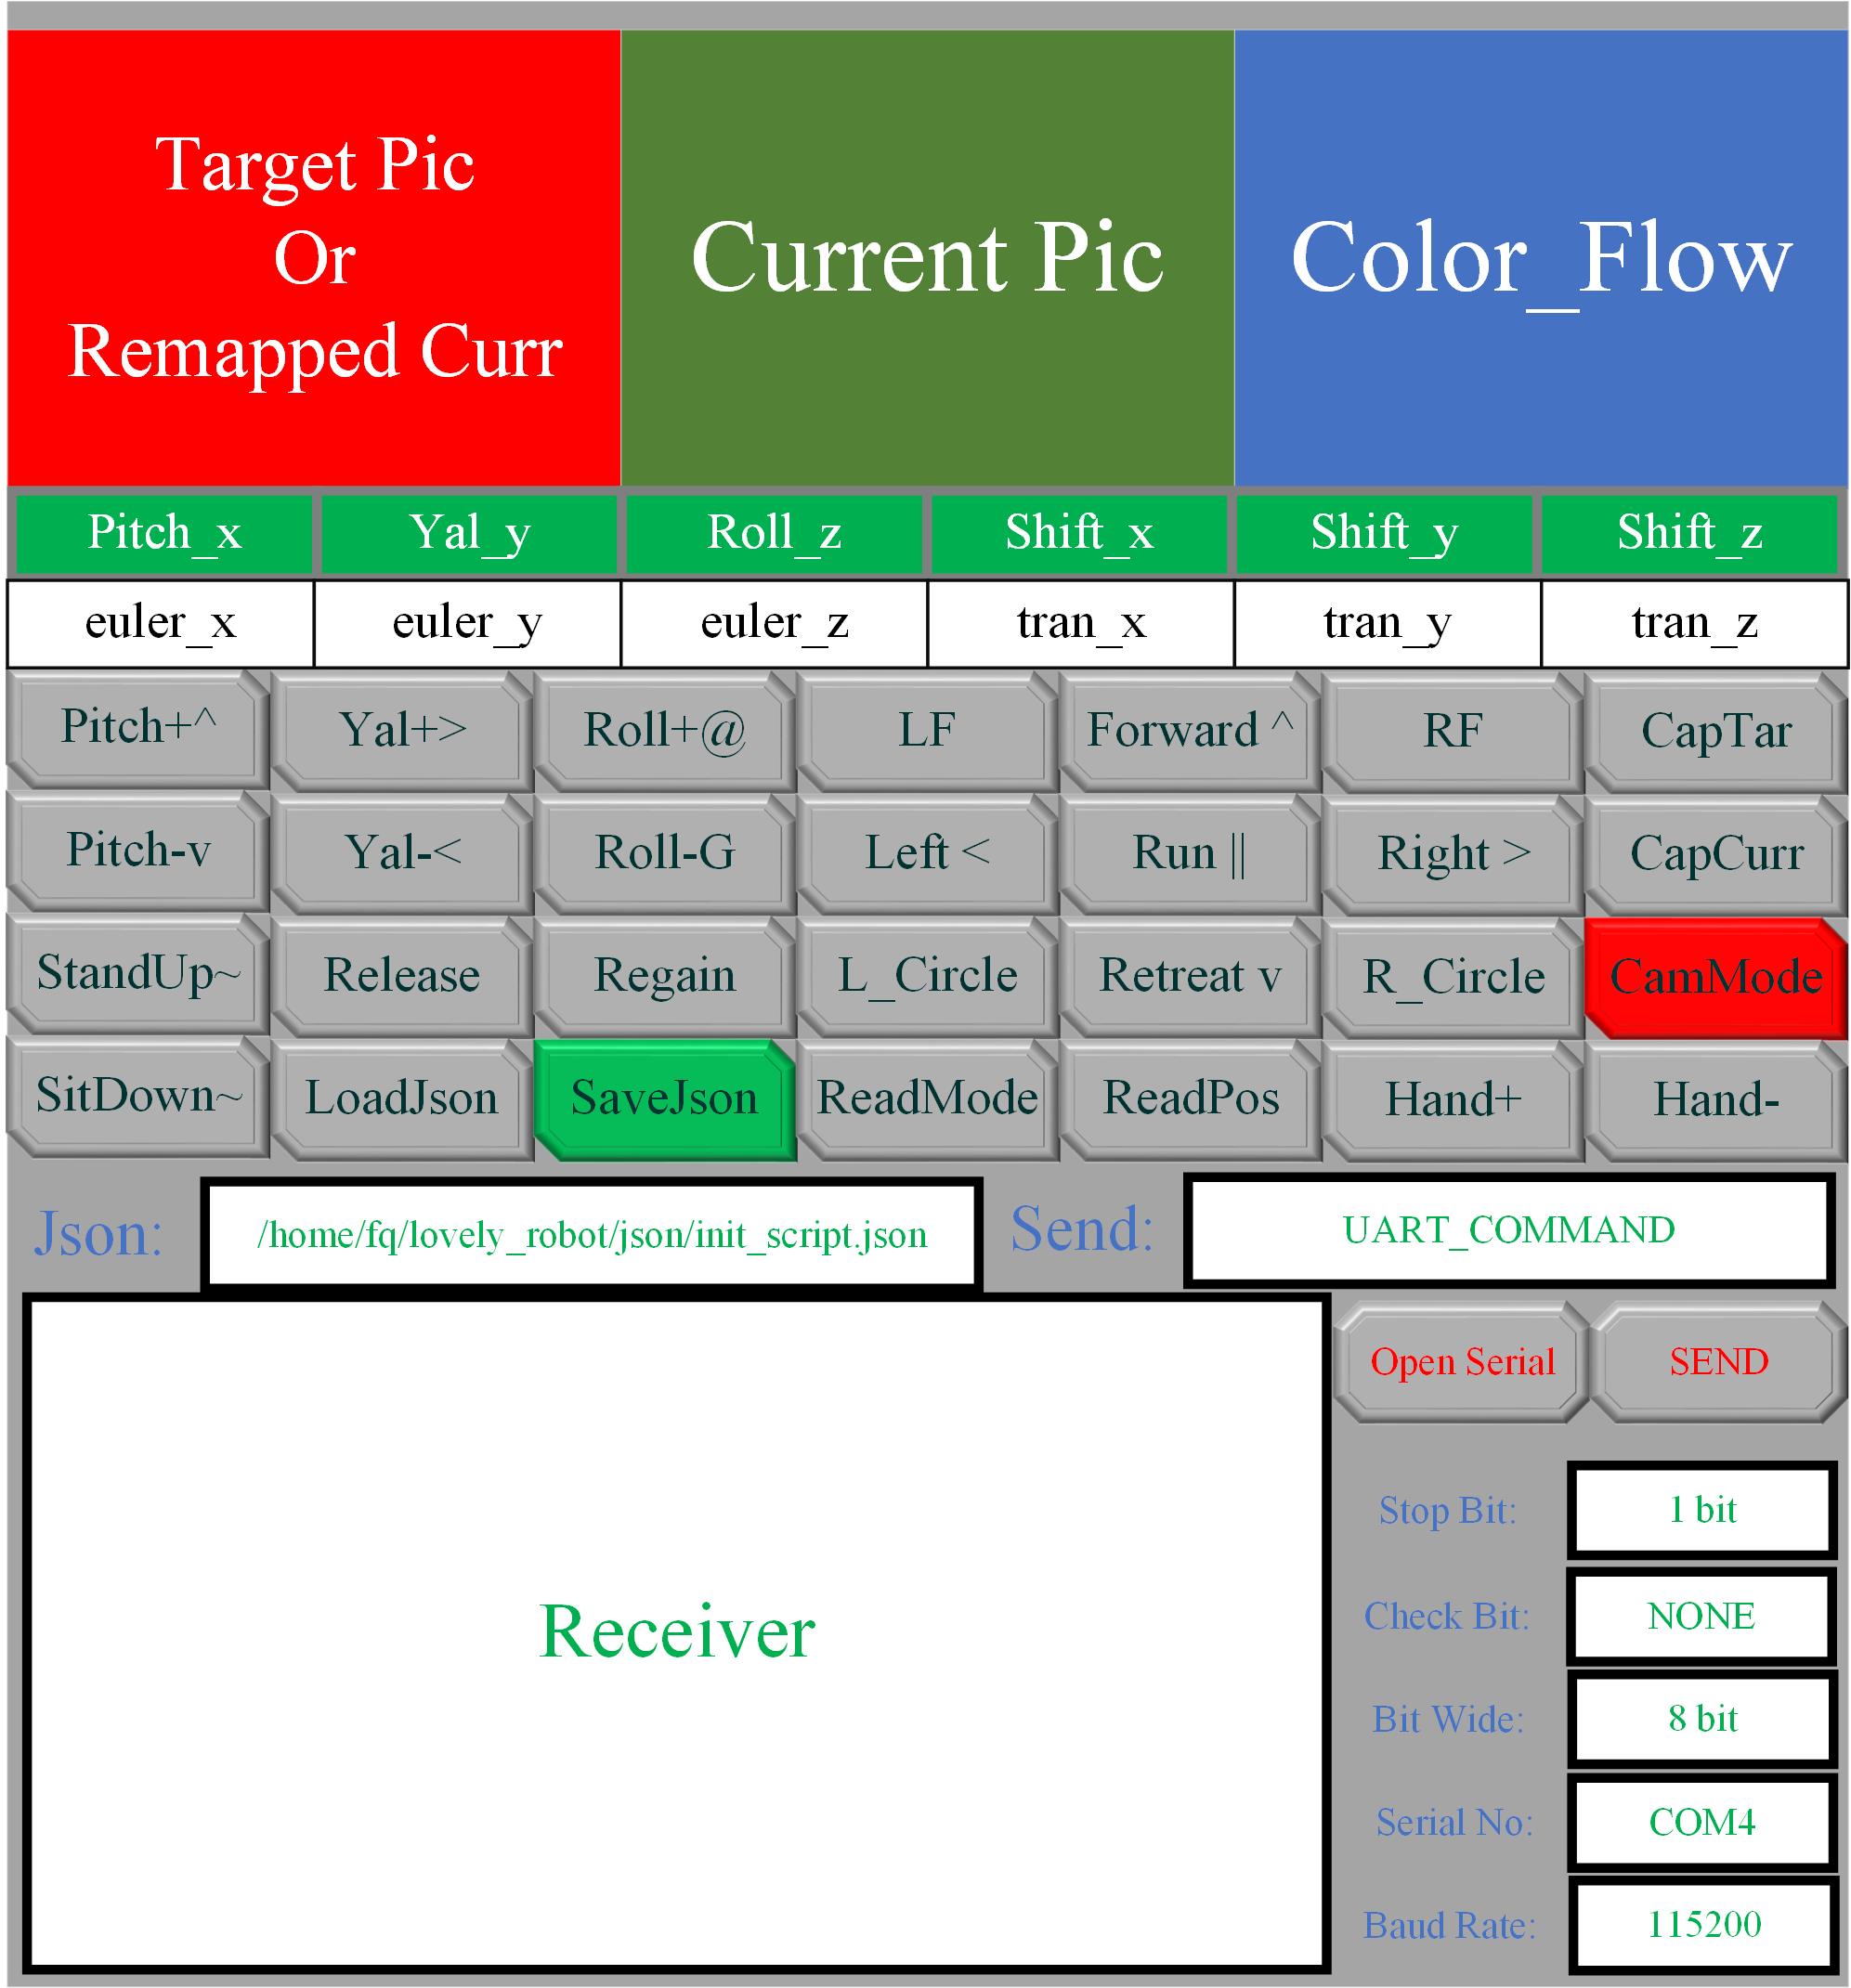 Target Pic
Or
Remapped Curr
Current Pic
Color_Flow
Pitch_x Yal_y Roll_z Shift_x Shift_y Shift_z
euler_x euler_y euler_z tran_x tran_y tran_z
Pitch+^ Yal+> Roll+@ LF Forward ^ RF CapTar
Pitch-v Yal-< Roll-G Left < Run || Right > CapCurr
StandUp~ Release Regain L_Circle Retreat v R_Circle CamMode
SitDown~ LoadJson SaveJson ReadMode ReadPos Hand+ Hand-
Json: /home/fq/lovely_robot/json/init_script.json Send: UART_COMMAND
Receiver
Open Serial SEND
Stop Bit: 1 bit
Check Bit: NONE
Bit Wide: 8 bit
Serial No: COM4
Baud Rate: 115200